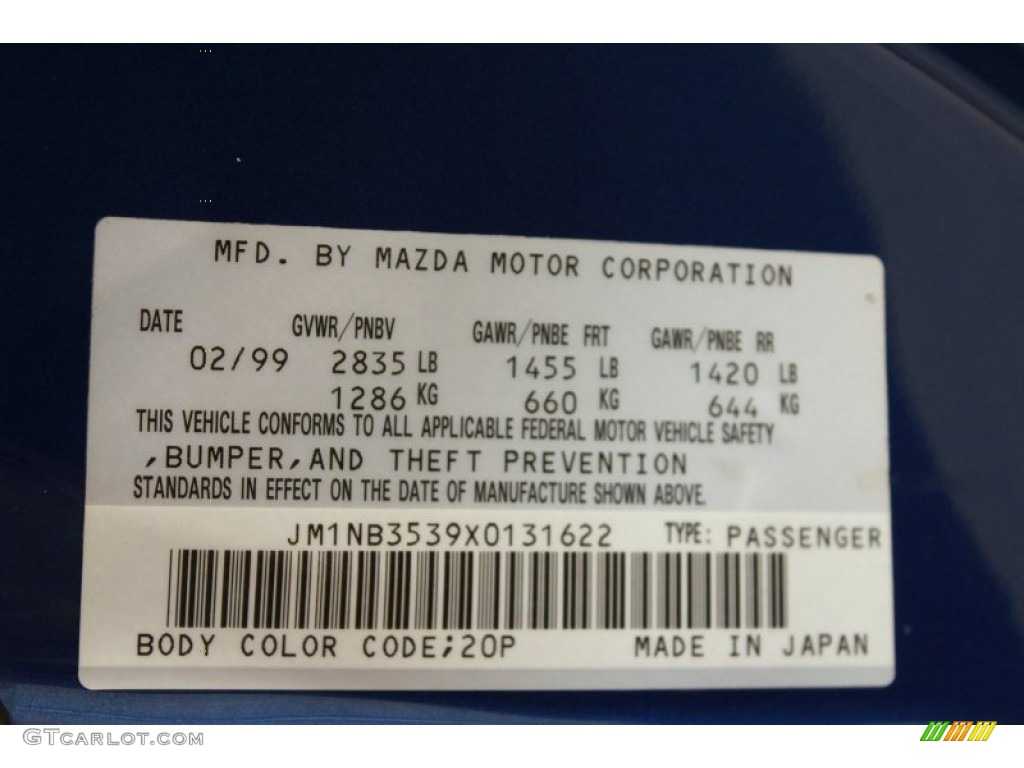 MFD. BY MAZDA MOTOR CORPORATION
DATE GVWR/PNBV GAWR/PNBE FRT GAWR/PNBE RR
02/99 2835 LB 1455 LB 1420 LB
1286 KG 660 KG 644 KG
THIS VEHICLE CONFORMS TO ALL APPLICABLE FEDERAL MOTOR VEHICLE SAFETY
,BUMPER,AND THEFT PREVENTION
STANDARDS IN EFFECT ON THE DATE OF MANUFACTURE SHOWN ABOVE.
JM1NB3539X0131622 TYPE: PASSENGER
BODY COLOR CODE;20P MADE IN JAPAN
© GTCARLOT.COM